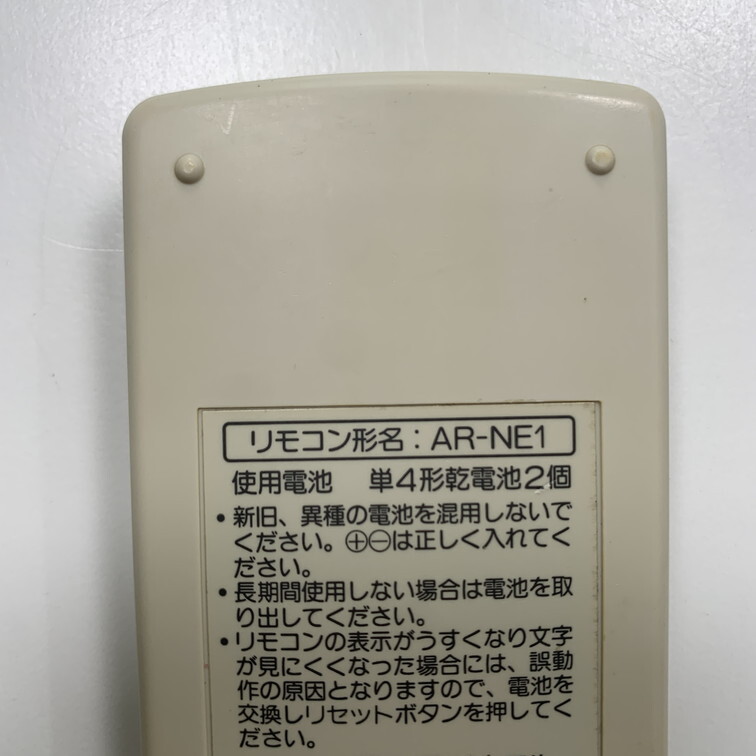 リモコン形名：AR-NE1
使用電池　単4形乾電池2個
•新旧、異種の電池を混用しないで
ください。⊕⊖は正しく入れてく
ださい。
•長期間使用しない場合は電池を取
り出してください。
•リモコンの表示がうすくなり文字
が見にくくなった場合には、誤動
作の原因となりますので、電池を
交換しリセットボタンを押してく
ださい。